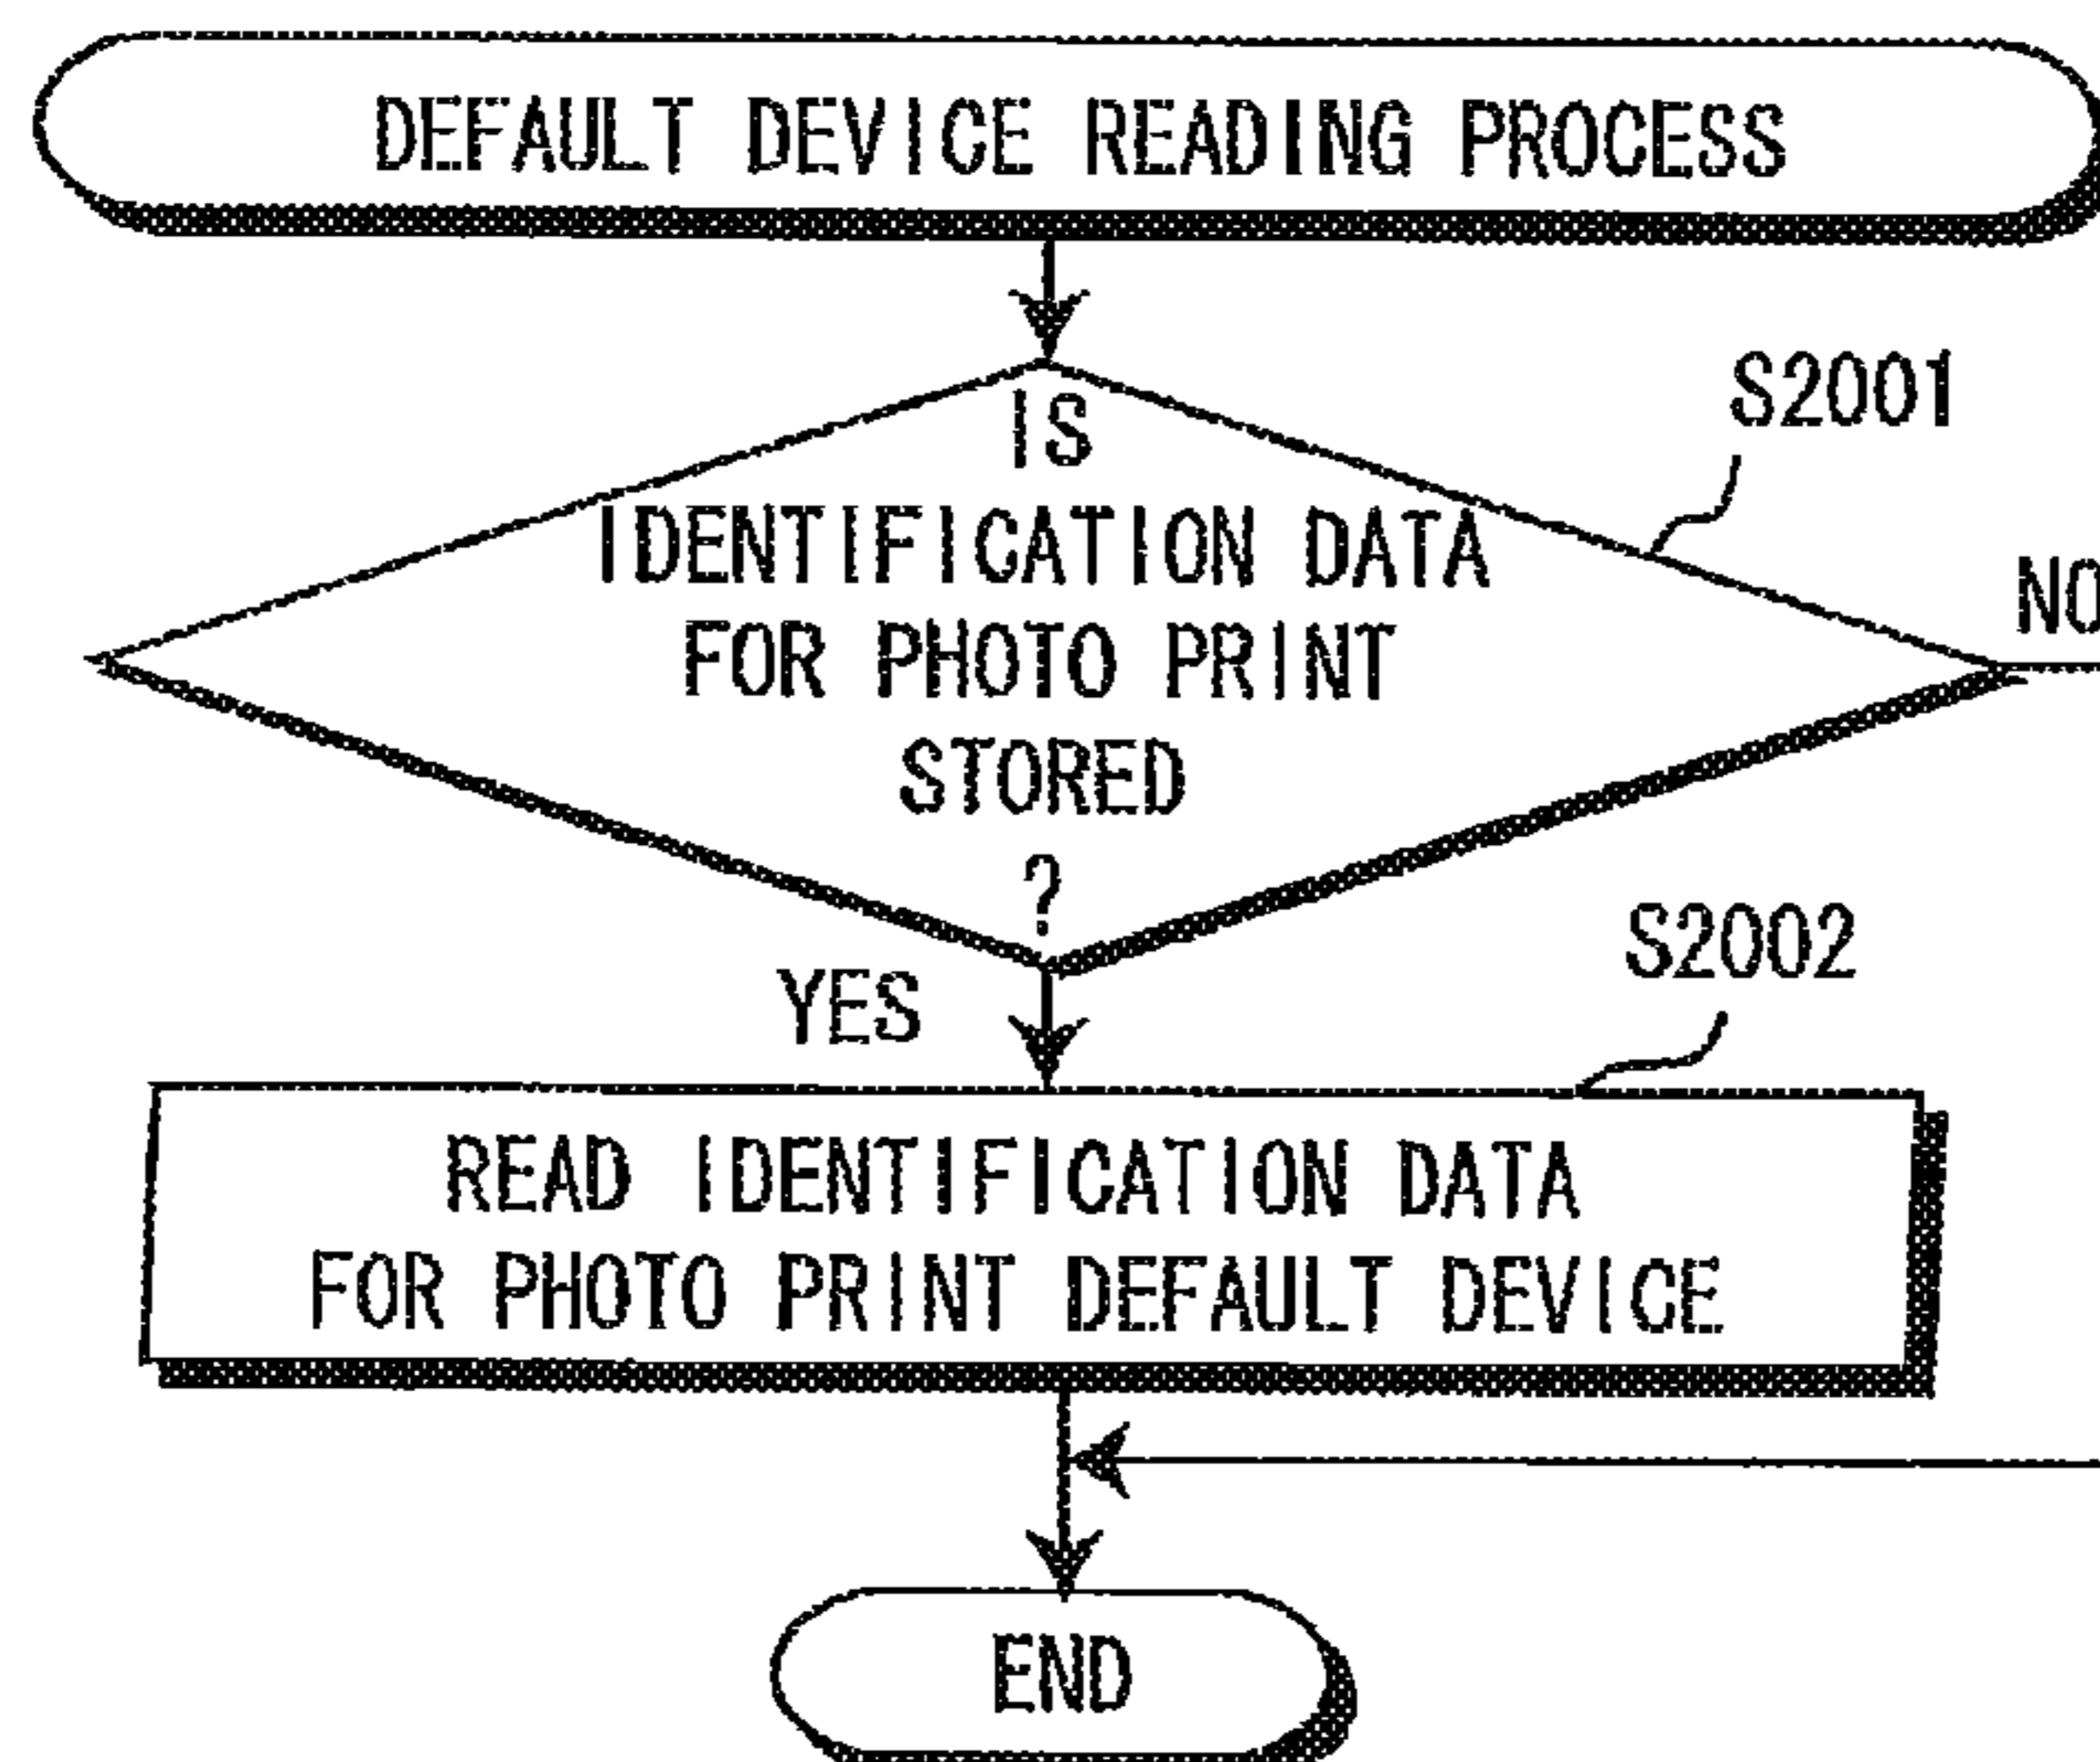 DEFAULT DEVICE READING PROCESS
S2001
IS
IDENTIFICATION DATA
FOR PHOTO PRINT
STORED
?
NO
YES
S2002
READ IDENTIFICATION DATA
FOR PHOTO PRINT DEFAULT DEVICE
END